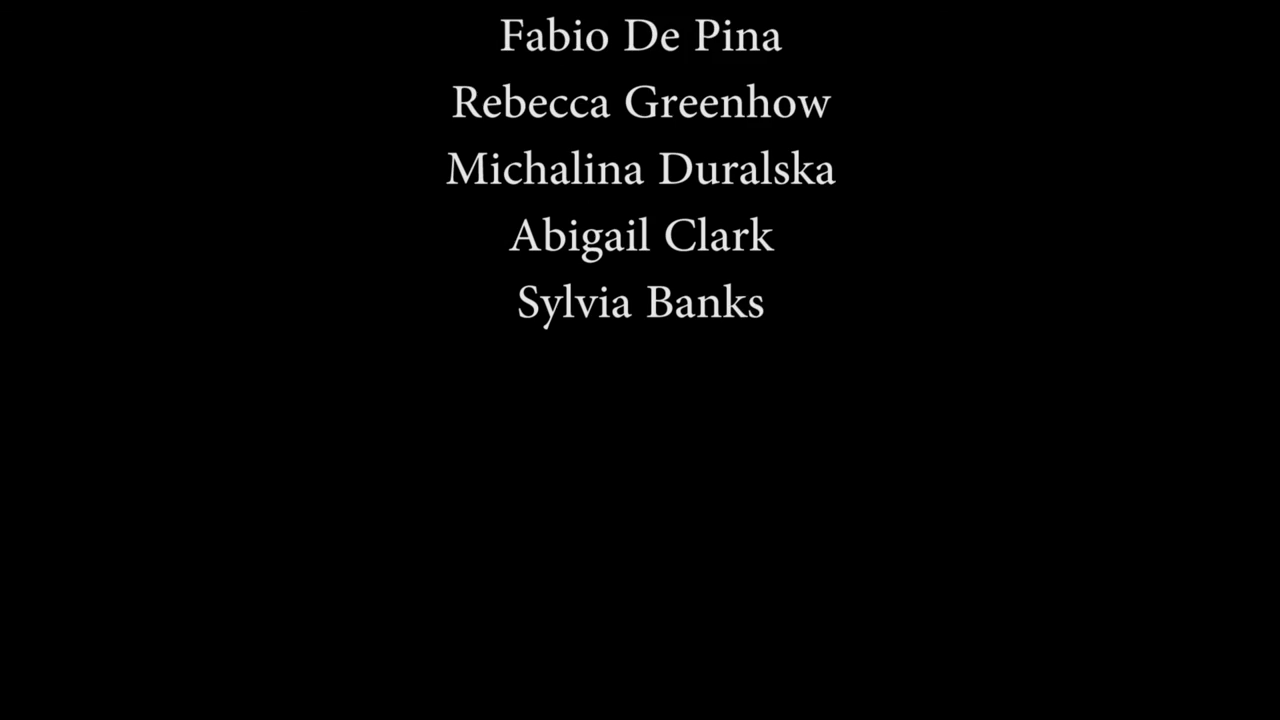 Fabio De Pina
Rebecca Greenhow
Michalina Duralska
Abigail Clark
Sylvia Banks